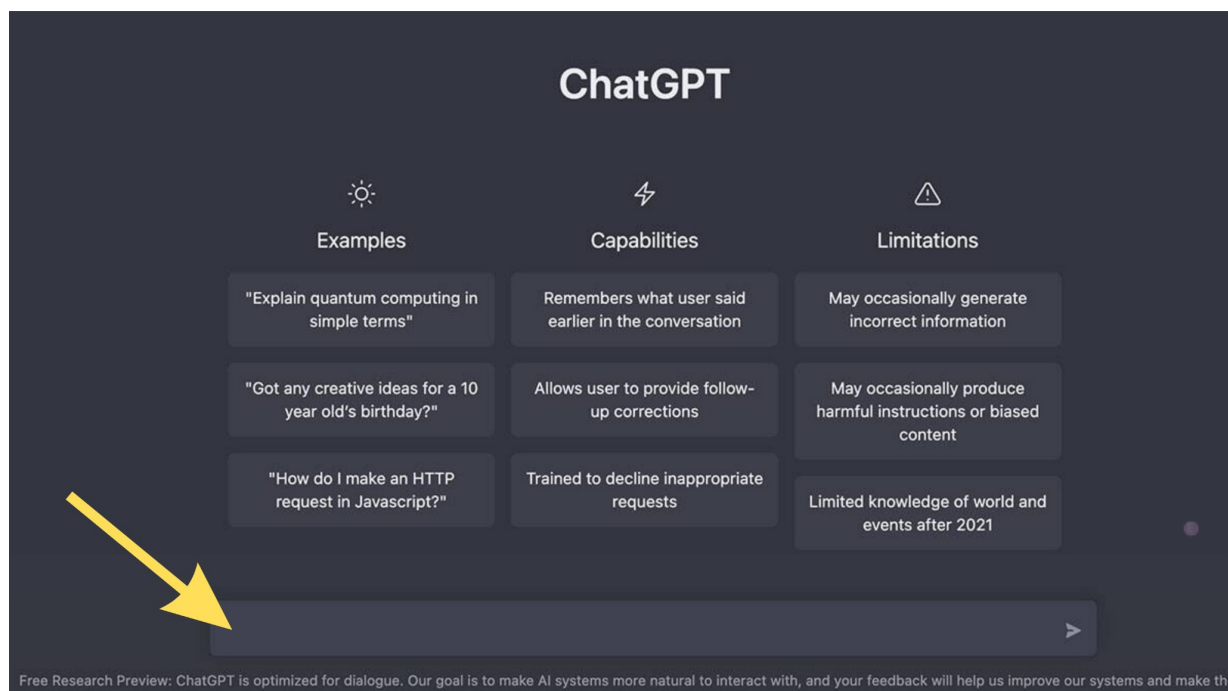 ChatGPT
Examples
"Explain quantum computing in
simple terms"
"Got any creative ideas for a 10
year old's birthday?"
"How do I make an HTTP
request in Javascript?"
Capabilities
Remembers what user said
earlier in the conversation
Allows user to provide follow-
up corrections
Trained to decline inappropriate
requests
Limitations
May occasionally generate
incorrect information
May occasionally produce
harmful instructions or biased
content
Limited knowledge of world and
events after 2021
Free Research Preview: ChatGPT is optimized for dialogue. Our goal is to make AI systems more natural to interact with, and your feedback will help us improve our systems and make th